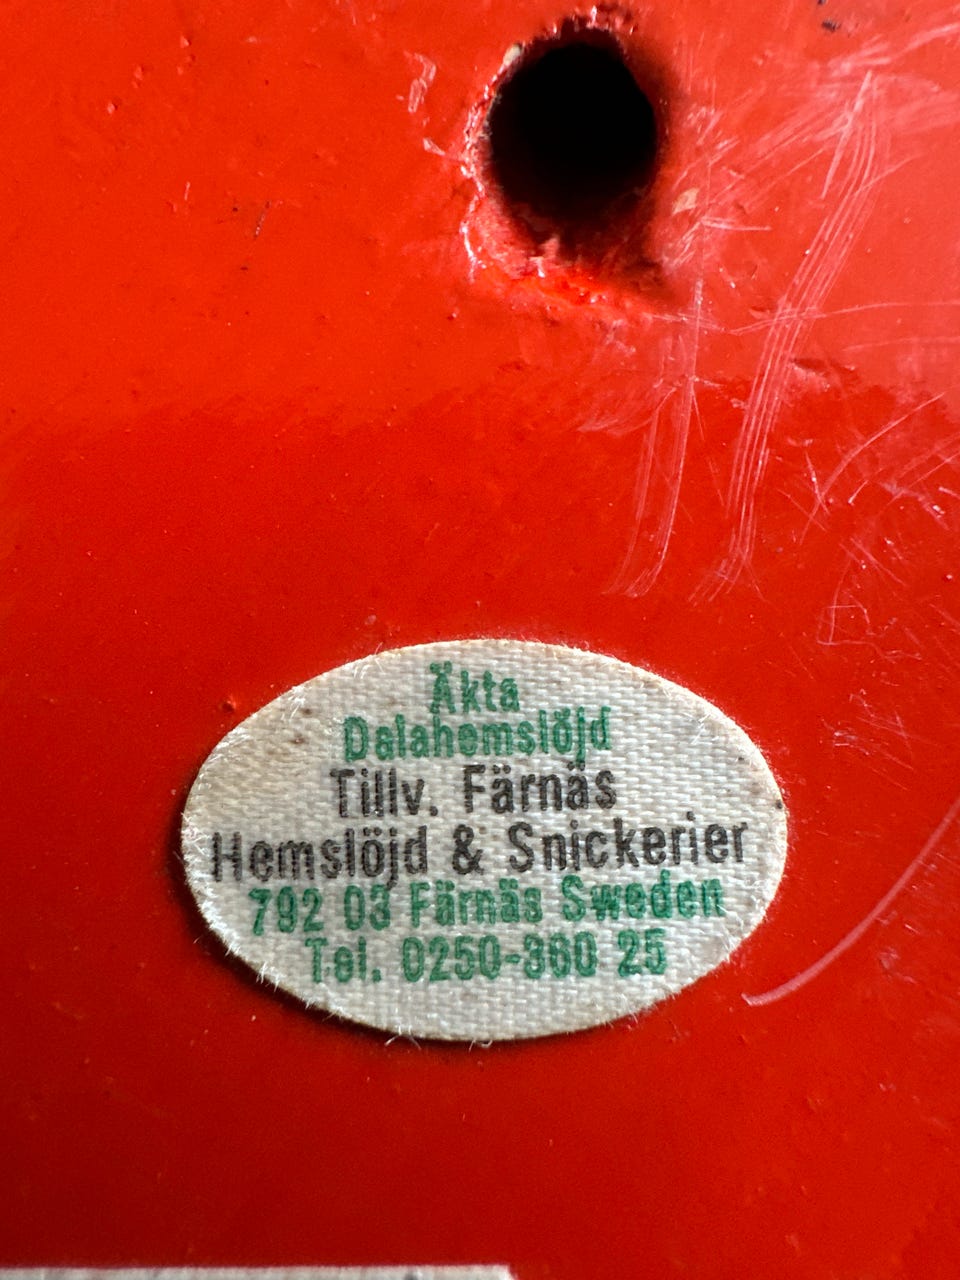 Äkta
Dalahemslöjd
Tillv. Färnäs
Hemslöjd & Snickerier
792 03 Färnäs Sweden
Tel. 0250-360 25